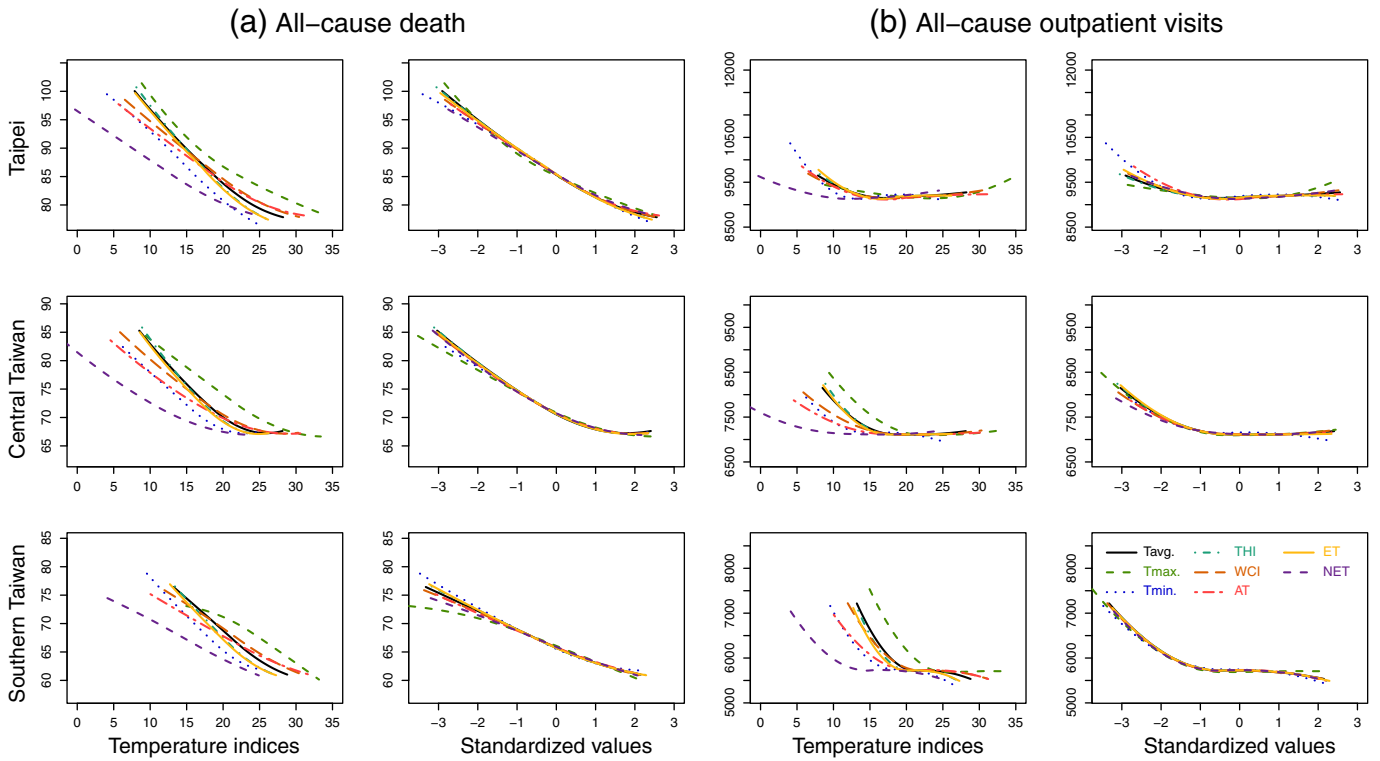 (a) All−cause death
(b) All−cause outpatient visits
Taipei
80 85 90 95 100
0 5 10 15 20 25 30 35
80 85 90 95 100
−3 −2 −1 0 1 2 3
8500 9500 10500 12000
0 5 10 15 20 25 30 35
8500 9500 10500 12000
−3 −2 −1 0 1 2 3
Central Taiwan
65 70 75 80 85 90
0 5 10 15 20 25 30 35
65 70 75 80 85 90
−3 −2 −1 0 1 2 3
6500 7500 8500 9500
0 5 10 15 20 25 30 35
6500 7500 8500 9500
−3 −2 −1 0 1 2 3
Southern Taiwan
60 65 70 75 80 85
0 5 10 15 20 25 30 35
60 65 70 75 80 85
−3 −2 −1 0 1 2 3
5000 6000 7000 8000
0 5 10 15 20 25 30 35
5000 6000 7000 8000
−3 −2 −1 0 1 2 3
Tavg. THI ET
Tmax. WCI NET
Tmin. AT
Temperature indices
Standardized values
Temperature indices
Standardized values